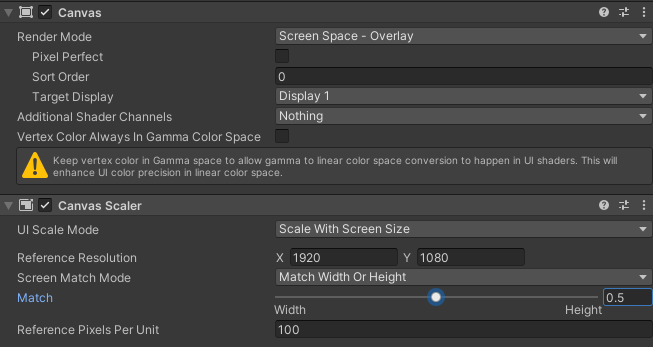 Canvas
Render Mode Screen Space - Overlay
Pixel Perfect
Sort Order 0
Target Display Display 1
Additional Shader Channels Nothing
Vertex Color Always In Gamma Color Space
Keep vertex color in Gamma space to allow gamma to linear color space conversion to happen in UI shaders. This will
enhance UI color precision in linear color space.
Canvas Scaler
UI Scale Mode Scale With Screen Size
Reference Resolution X 1920 Y 1080
Screen Match Mode Match Width Or Height
Match 0.5
Width Height
Reference Pixels Per Unit 100